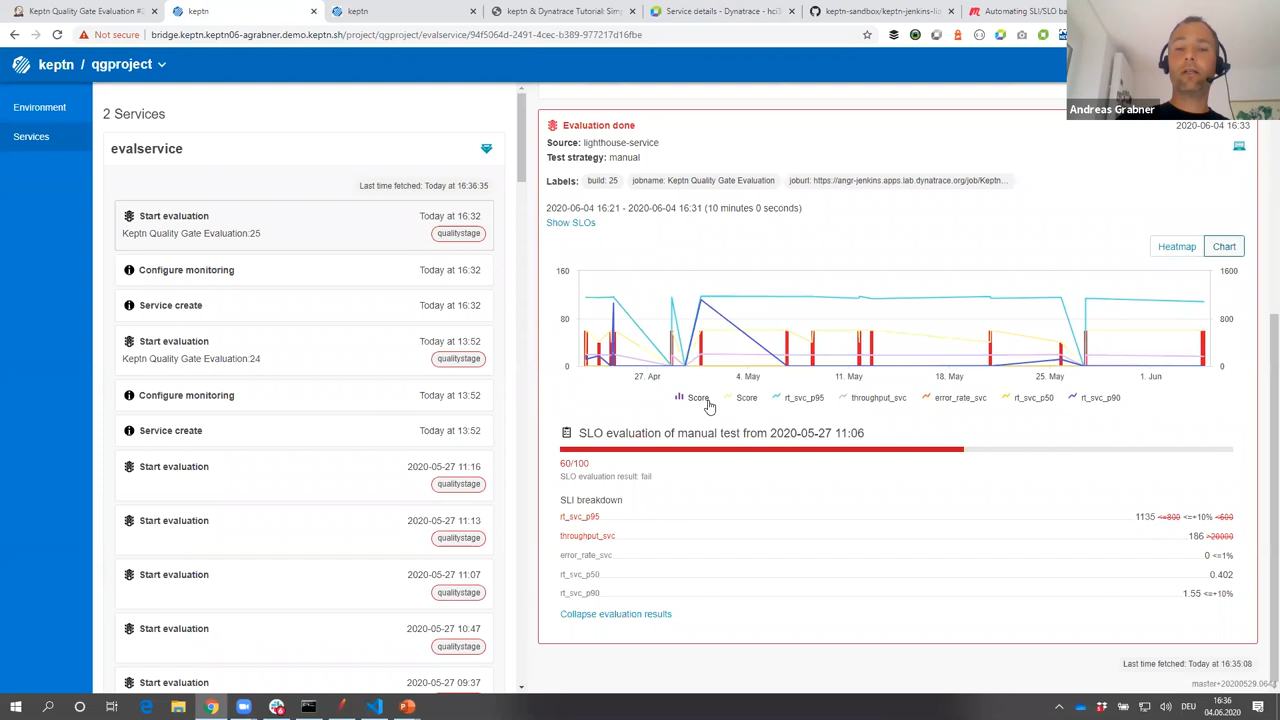 Keptn Quality Gate Evaluation #2
keptn
keptn
keptn & Dynatrace Tutorial: Sim
Service details - Dynatrace - hci
keptn-sandbox/keptn-jenkins-li
Automating SLI/SLO ba
Not secure
bridge.keptn.keptn06-agrabner.demo.keptn.sh/project/qgproject/evalservice/94f5064d-2491-4cec-b389-977217d16fbe
keptn / qgproject
Andreas Grabner
Environment
Services
2 Services
evalservice
Last time fetched: Today at 16:36:35
Start evaluation Today at 16:32
Keptn Quality Gate Evaluation:25 qualitystage
Configure monitoring Today at 16:32
Service create Today at 16:32
Start evaluation Today at 13:52
Keptn Quality Gate Evaluation:24 qualitystage
Configure monitoring Today at 13:52
Service create Today at 13:52
Start evaluation 2020-05-27 11:16
qualitystage
Start evaluation 2020-05-27 11:13
qualitystage
Start evaluation 2020-05-27 11:07
qualitystage
Start evaluation 2020-05-27 10:47
qualitystage
Start evaluation 2020-05-27 09:37
Evaluation done 2020-06-04 16:33
Source: lighthouse-service
Test strategy: manual
Labels: build: 25 jobname: Keptn Quality Gate Evaluation joburl: https://angr-jenkins.apps.lab.dynatrace.org/job/Keptn...
2020-06-04 16:21 - 2020-06-04 16:31 (10 minutes 0 seconds)
Show SLOs
Heatmap Chart
160 1600
80 800
0 0
27. Apr 4. May 11. May 18. May 25. May 1. Jun
Score Score rt_svc_p95 throughput_svc error_rate_svc rt_svc_p50 rt_svc_p90
SLO evaluation of manual test from 2020-05-27 11:06
60/100
SLO evaluation result: fail
SLI breakdown
rt_svc_p95 1135 <=800 <=+10% <600
throughput_svc 186 >20000
error_rate_svc 0 <=1%
rt_svc_p50 0.402
rt_svc_p90 1.55 <=+10%
Collapse evaluation results
Last time fetched: Today at 16:35:08
DEU
16:36
04.06.2020